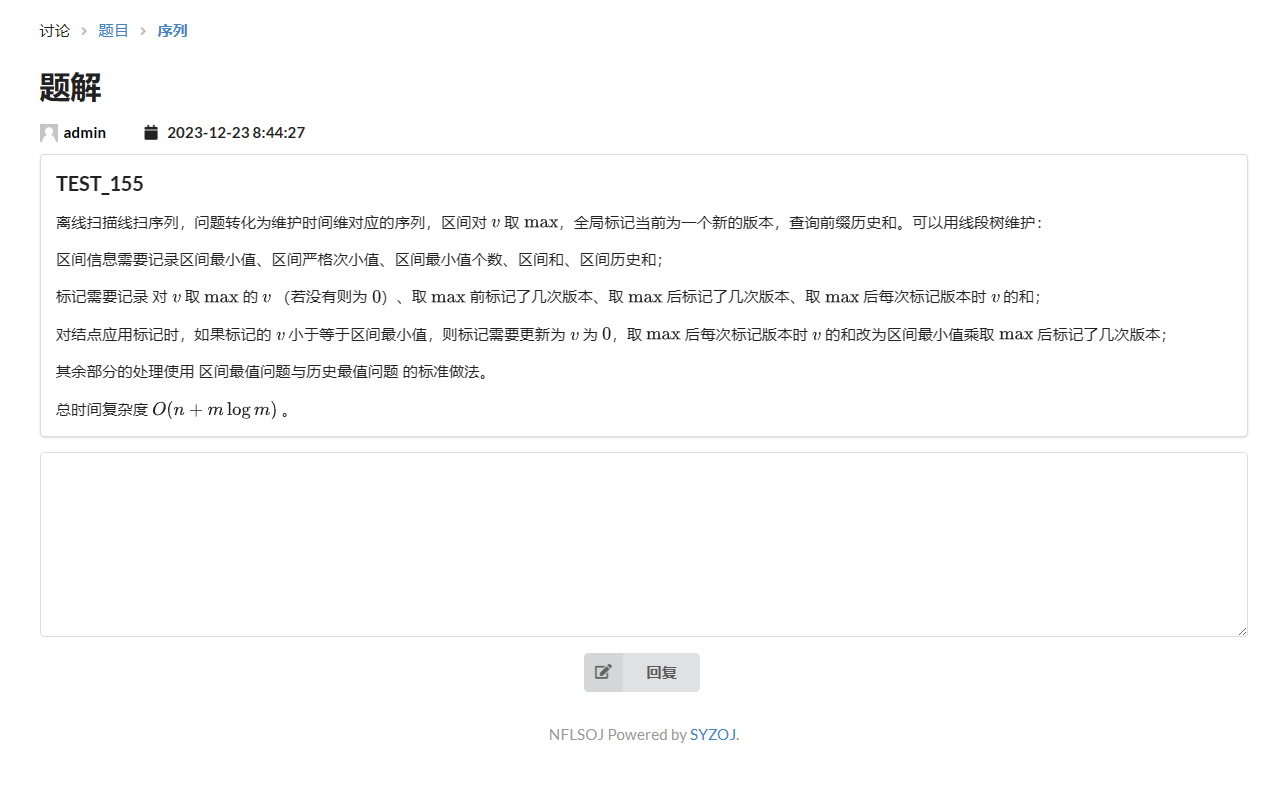 讨论 > 题目 > 序列
题解
admin 2023-12-23 8:44:27
TEST_155
离线扫描线扫序列，问题转化为维护时间维对应的序列，区间对 v 取 max，全局标记当前为一个新的版本，查询前缀历史和。可以用线段树维护：
区间信息需要记录区间最小值、区间严格次小值、区间最小值个数、区间和、区间历史和；
标记需要记录 对 v 取 max 的 v （若没有则为 0）、取 max 前标记了几次版本、取 max 后标记了几次版本、取 max 后每次标记版本时 v 的和；
对结点应用标记时，如果标记的 v 小于等于区间最小值，则标记需要更新为 v 为 0，取 max 后每次标记版本时 v 的和改为区间最小值乘取 max 后标记了几次版本；
其余部分的处理使用 区间最值问题与历史最值问题 的标准做法。
总时间复杂度 O(n + m log m) 。
回复
NFLSOJ Powered by SYZOJ.